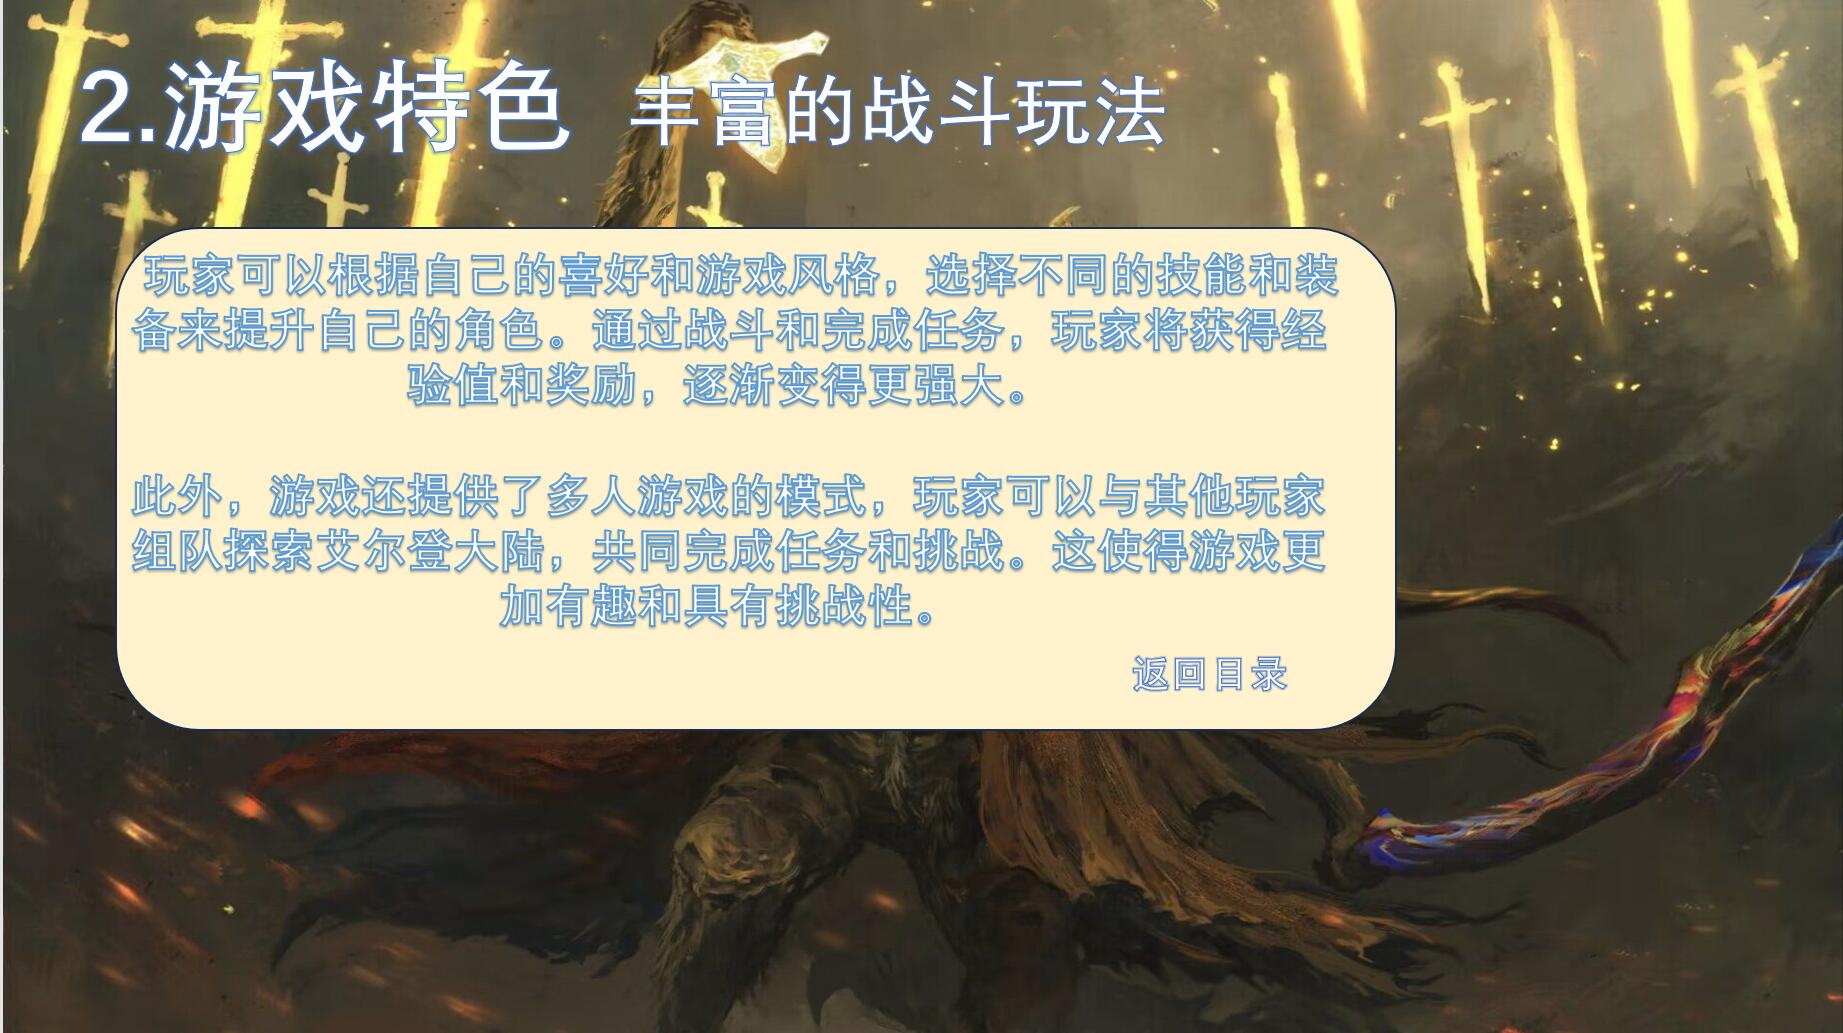 2.游戏特色 丰富的战斗玩法
玩家可以根据自己的喜好和游戏风格，选择不同的技能和装
备来提升自己的角色。通过战斗和完成任务，玩家将获得经
验值和奖励，逐渐变得更强大。
此外，游戏还提供了多人游戏的模式，玩家可以与其他玩家
组队探索艾尔登大陆，共同完成任务和挑战。这使得游戏更
加有趣和具有挑战性。
返回目录